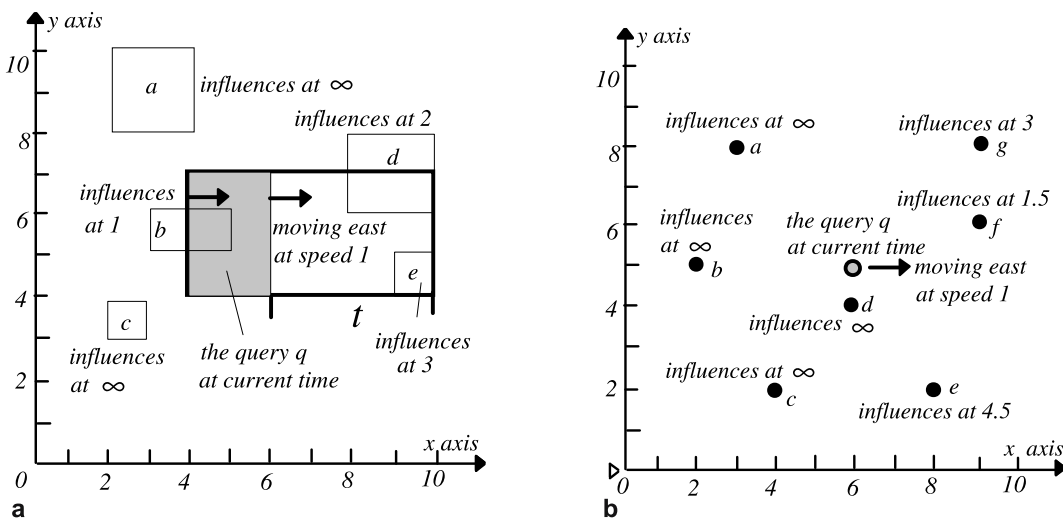 y axis
10
a
influences at ∞
influences at 2
8
d
influences
at 1
6
b
moving east
at speed 1
e
4
c
t
influences
at ∞
the query q
at current time
influences
at 3
2
x axis
0
2
4
6
8
10
a
y axis
10
influences at ∞
influences at 3
8
a
g
influences at 1.5
6
influences
at ∞
the query q
at current time
f
b
moving east
at speed 1
4
d
influences ∞
influences at ∞
2
c
e
influences at 4.5
x axis
0
2
4
6
8
10
b